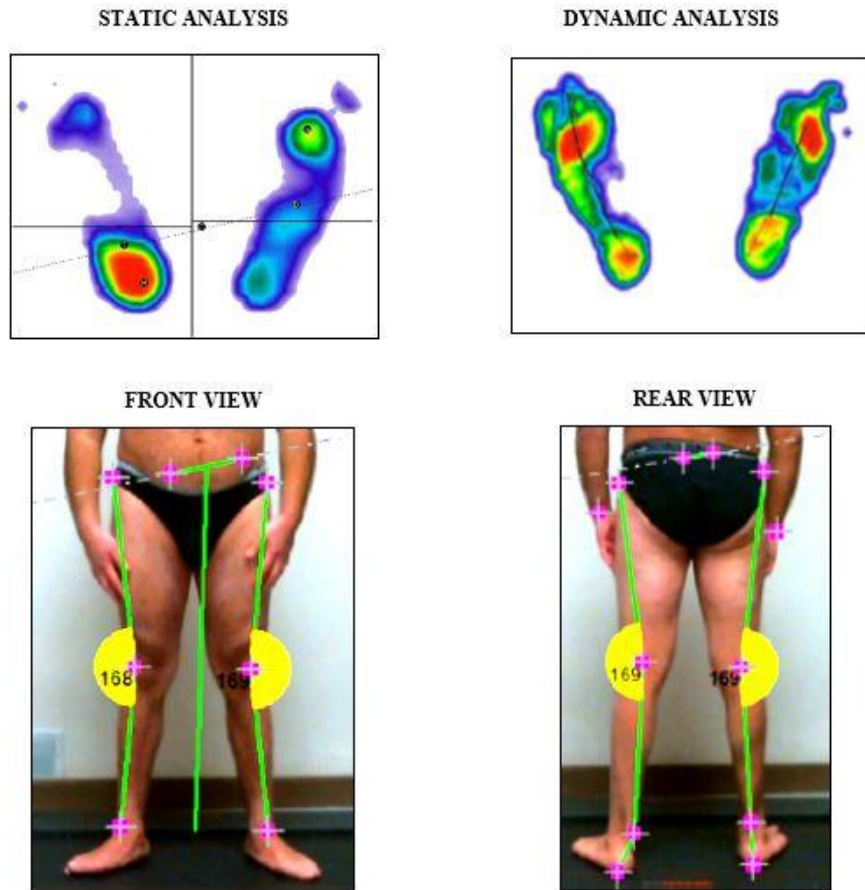 STATIC ANALYSIS
DYNAMIC ANALYSIS
FRONT VIEW
REAR VIEW
168
169
169
169